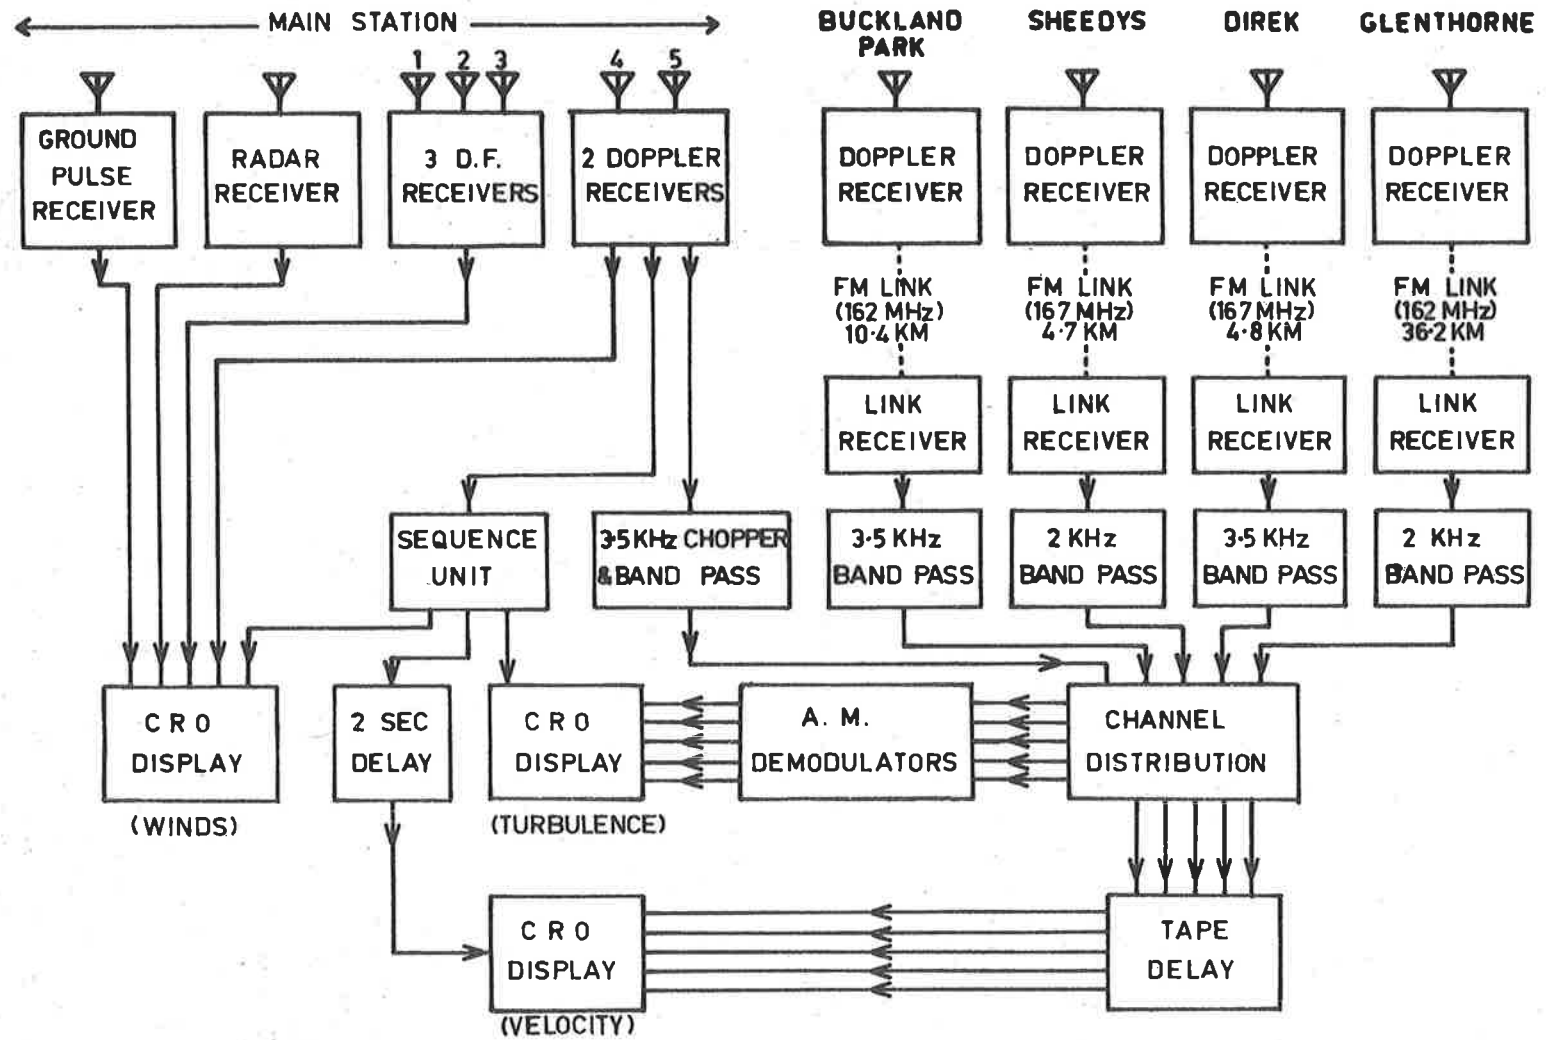 MAIN STATION
BUCKLAND
PARK
SHEEDYS
DIREK
GLENTHORNE
1
2
3
4
5
GROUND
PULSE
RECEIVER
RADAR
RECEIVER
3 D.F.
RECEIVERS
2 DOPPLER
RECEIVERS
DOPPLER
RECEIVER
DOPPLER
RECEIVER
DOPPLER
RECEIVER
DOPPLER
RECEIVER
FM LINK
(162 MHz)
10·4 KM
FM LINK
(167 MHz)
4·7 KM
FM LINK
(167 MHz)
4·8 KM
FM LINK
(162 MHz)
36·2 KM
LINK
RECEIVER
LINK
RECEIVER
LINK
RECEIVER
LINK
RECEIVER
SEQUENCE
UNIT
3·5 KHz CHOPPER
& BAND PASS
3·5 KHz
BAND PASS
2 KHz
BAND PASS
3·5 KHz
BAND PASS
2 KHz
BAND PASS
CRO
DISPLAY
(WINDS)
2 SEC
DELAY
CRO
DISPLAY
(TURBULENCE)
A. M.
DEMODULATORS
CHANNEL
DISTRIBUTION
CRO
DISPLAY
(VELOCITY)
TAPE
DELAY